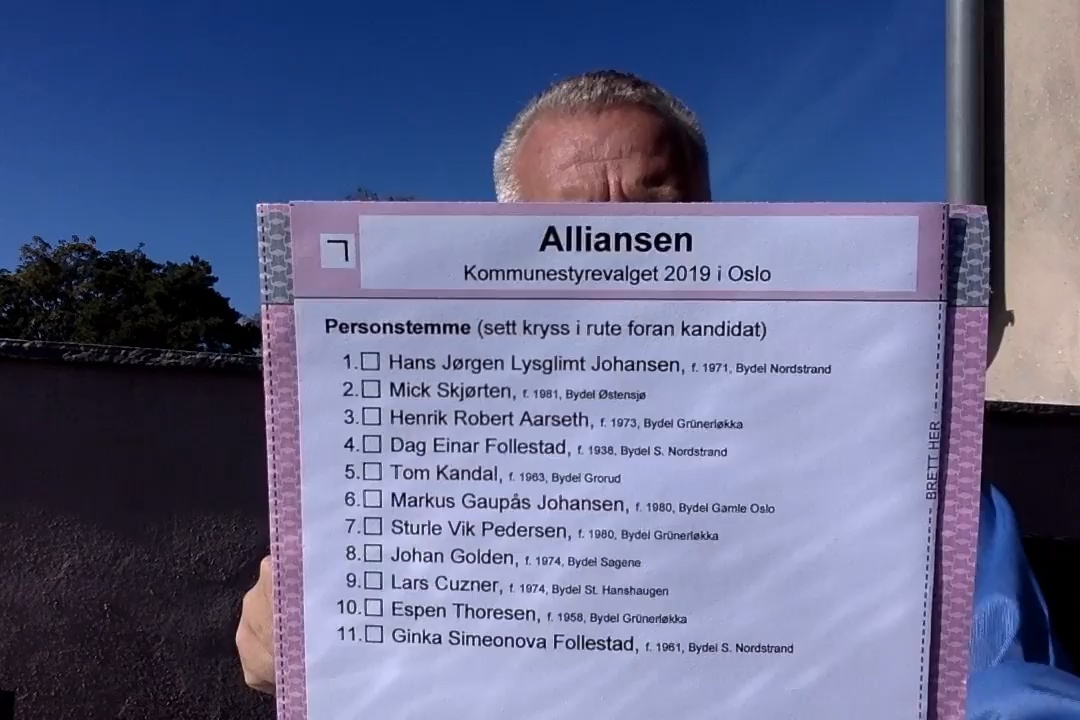 Alliansen
Kommunestyrevalget 2019 i Oslo
Personstemme (sett kryss i rute foran kandidat)
1. Hans Jørgen Lysglimt Johansen, f. 1971, Bydel Nordstrand
2. Mick Skjørten, f. 1981, Bydel Østensjø
3. Henrik Robert Aarseth, f. 1973, Bydel Grünerløkka
4. Dag Einar Follestad, f. 1938, Bydel S. Nordstrand
5. Tom Kandal, f. 1963, Bydel Grorud
6. Markus Gaupås Johansen, f. 1980, Bydel Gamle Oslo
7. Sturle Vik Pedersen, f. 1980, Bydel Grünerløkka
8. Johan Golden, f. 1974, Bydel Sagene
9. Lars Cuzner, f. 1974, Bydel St. Hanshaugen
10. Espen Thoresen, f. 1958, Bydel Grünerløkka
11. Ginka Simeonova Follestad, f. 1961, Bydel S. Nordstrand
BRETT HER